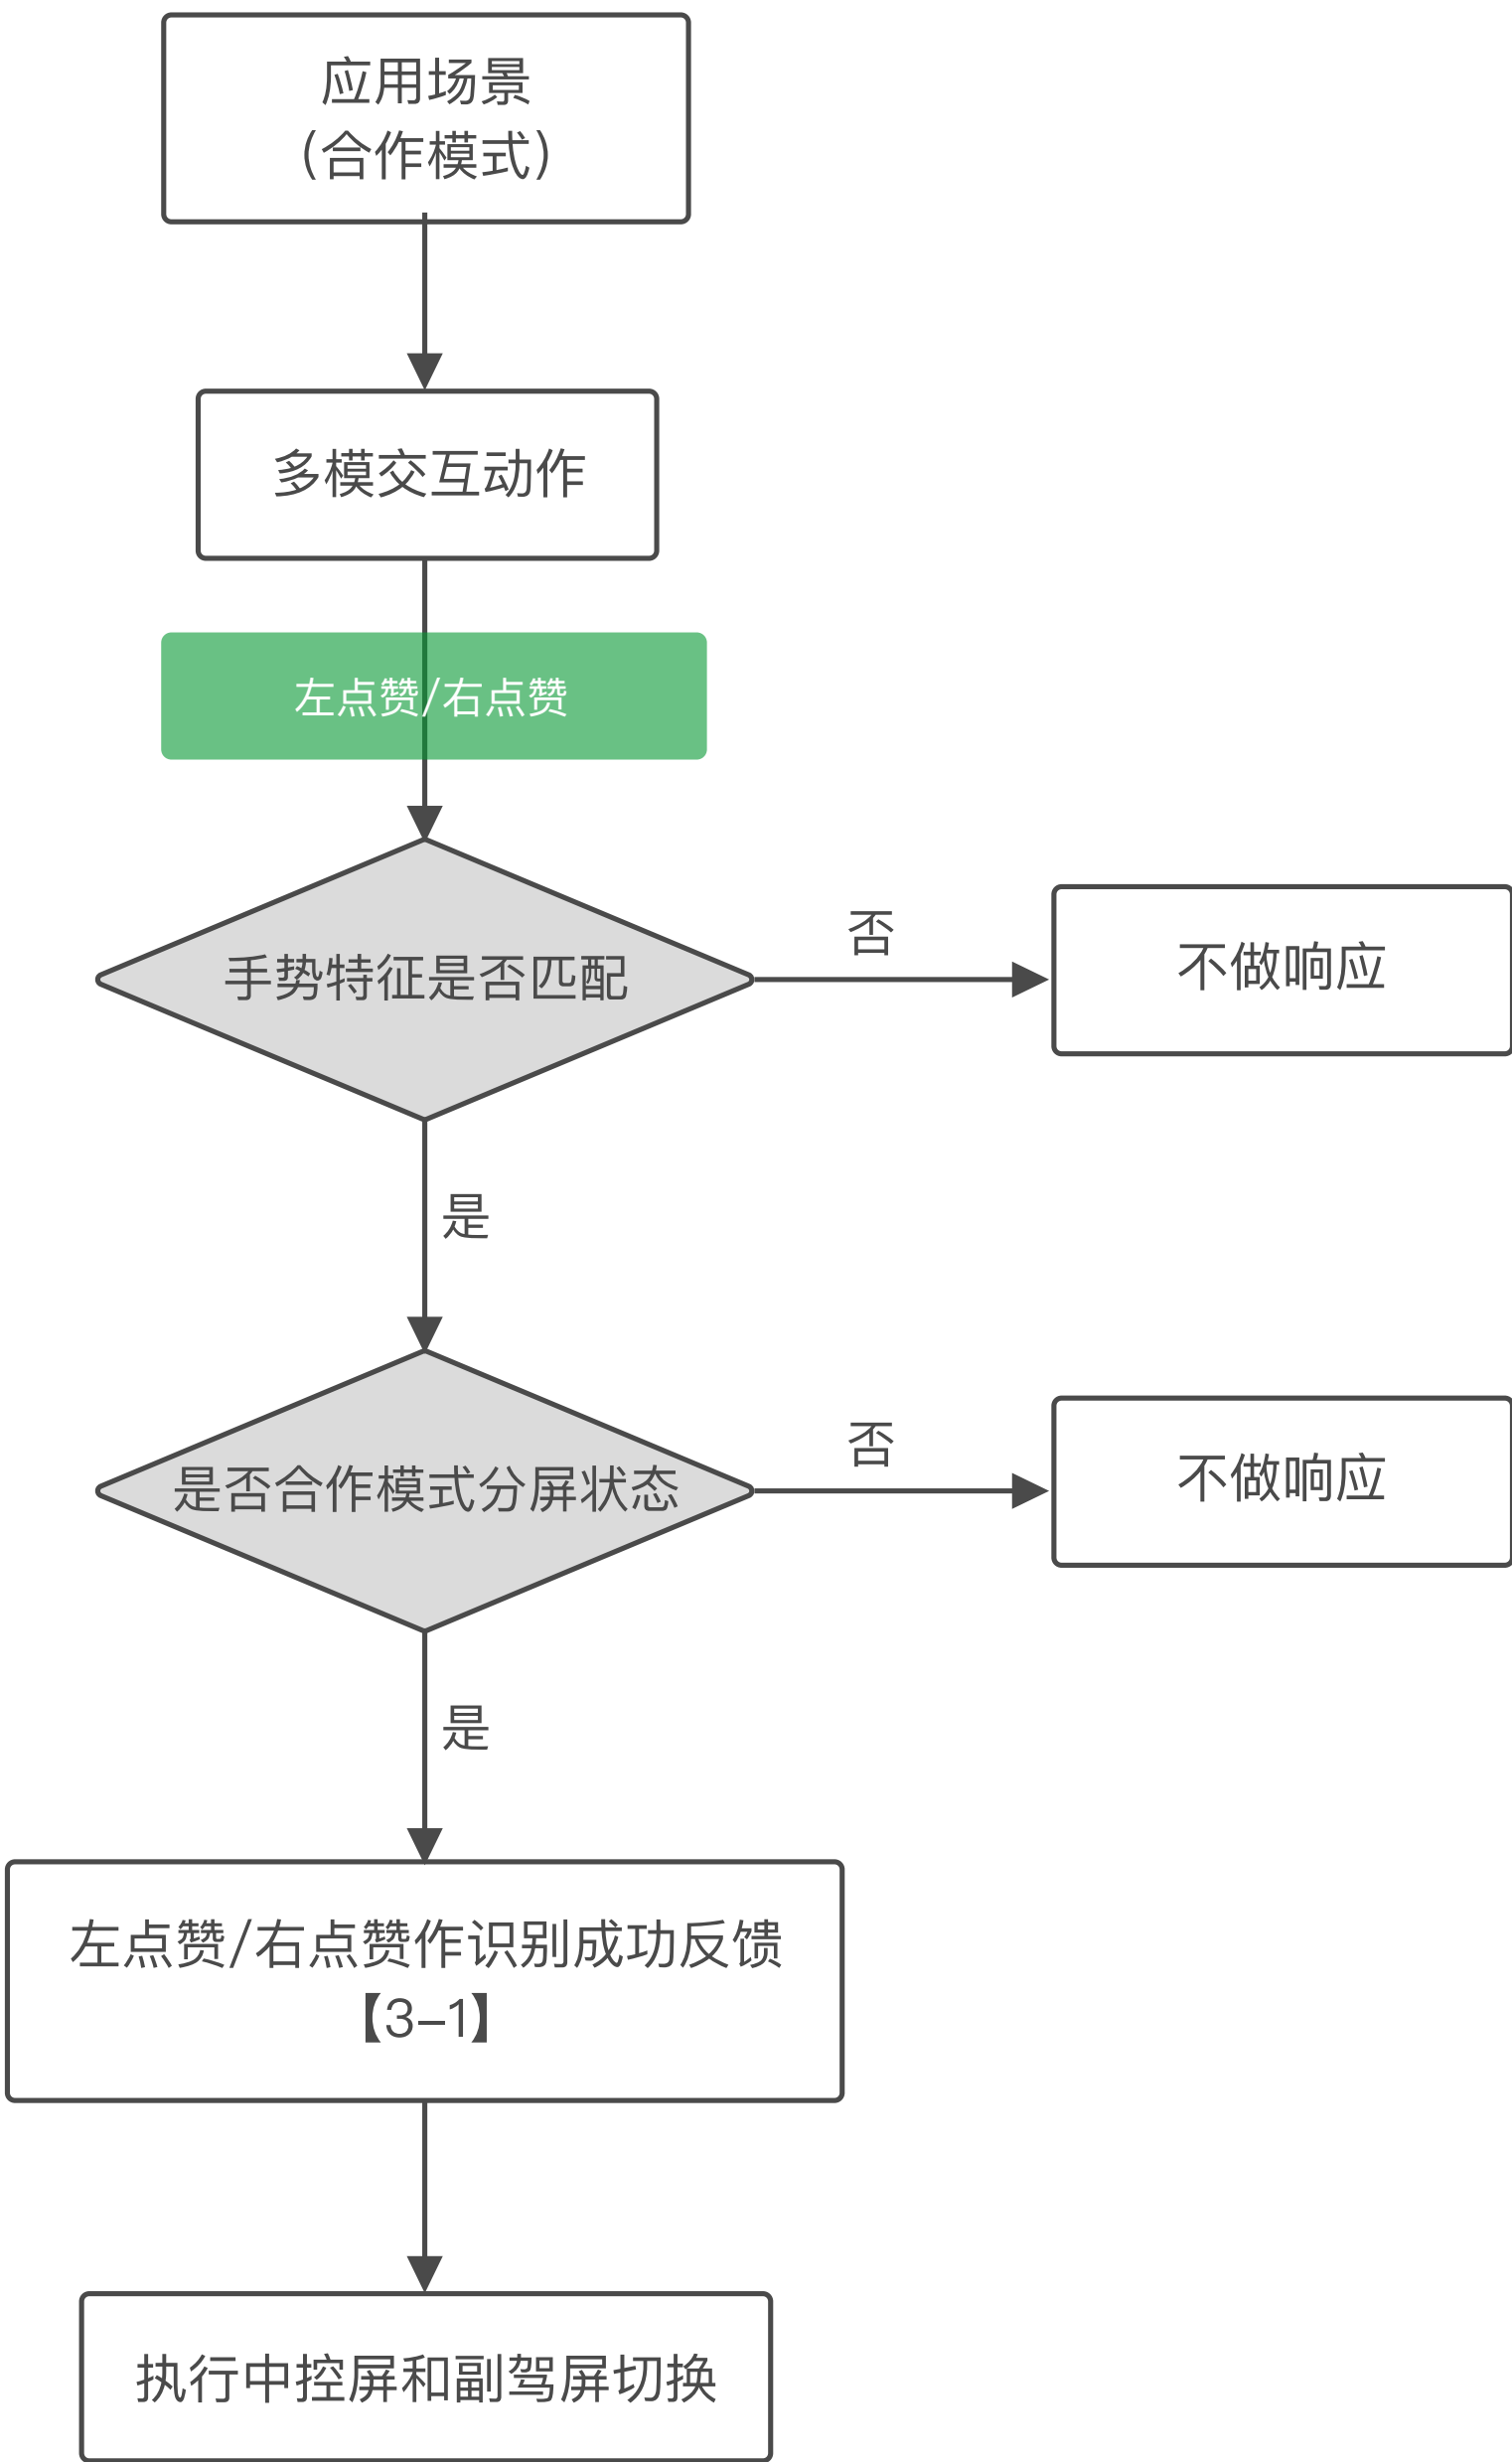 应用场景
(合作模式)
多模交互动作
左点赞/右点赞
手势特征是否匹配
否
不做响应
是
是否合作模式分屏状态
否
不做响应
是
左点赞/右点赞作识别成功反馈
【3-1】
执行中控屏和副驾屏切换